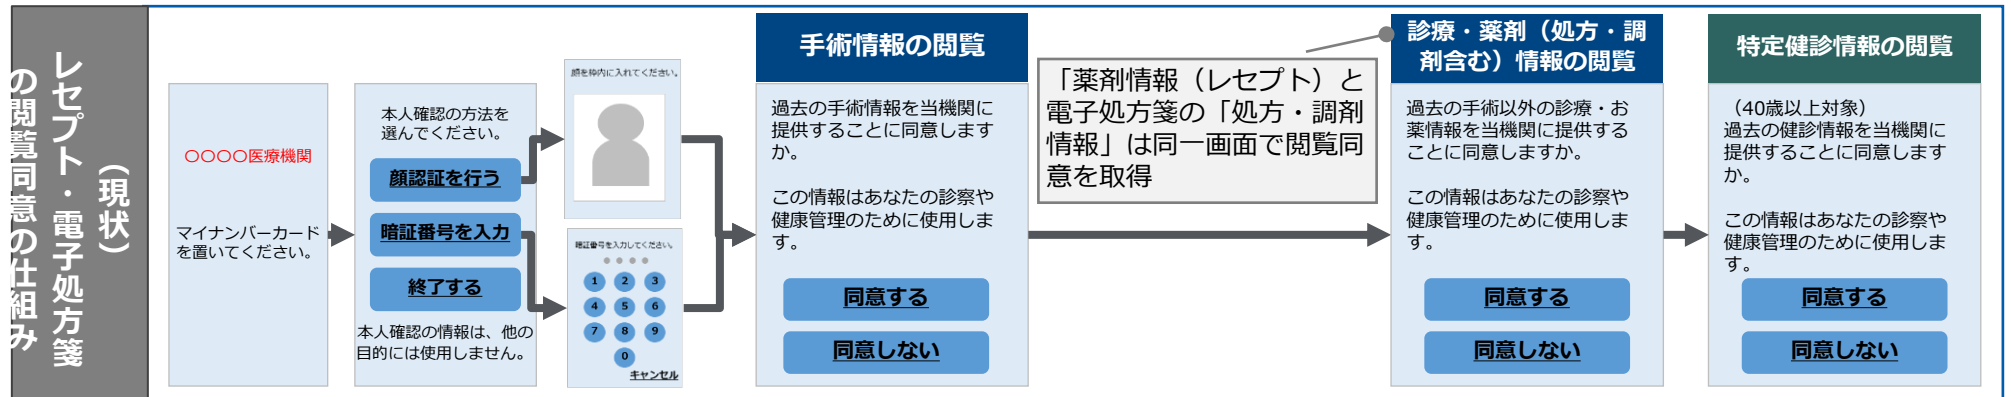 レセプト・電子処方箋
の閲覧同意の仕組み
（現状）
〇〇〇〇医療機関
マイナンバーカード
を置いてください。
本人確認の方法を
選んでください。
顔認証を行う
暗証番号を入力
終了する
本人確認の情報は、他の
目的には使用しません。
顔を枠内に入れてください。
暗証番号を入力してください。
1 2 3
4 5 6
7 8 9
0
キャンセル
手術情報の閲覧
過去の手術情報を当機関に
提供することに同意します
か。
この情報はあなたの診察や
健康管理のために使用しま
す。
同意する
同意しない
「薬剤情報（レセプト）と
電子処方箋の「処方・調剤
情報」は同一画面で閲覧同
意を取得
診療・薬剤（処方・調
剤含む）情報の閲覧
過去の手術以外の診療・お
薬情報を当機関に提供する
ことに同意しますか。
この情報はあなたの診察や
健康管理のために使用しま
す。
同意する
同意しない
特定健診情報の閲覧
（40歳以上対象）
過去の健診情報を当機関に
提供することに同意します
か。
この情報はあなたの診察や
健康管理のために使用しま
す。
同意する
同意しない